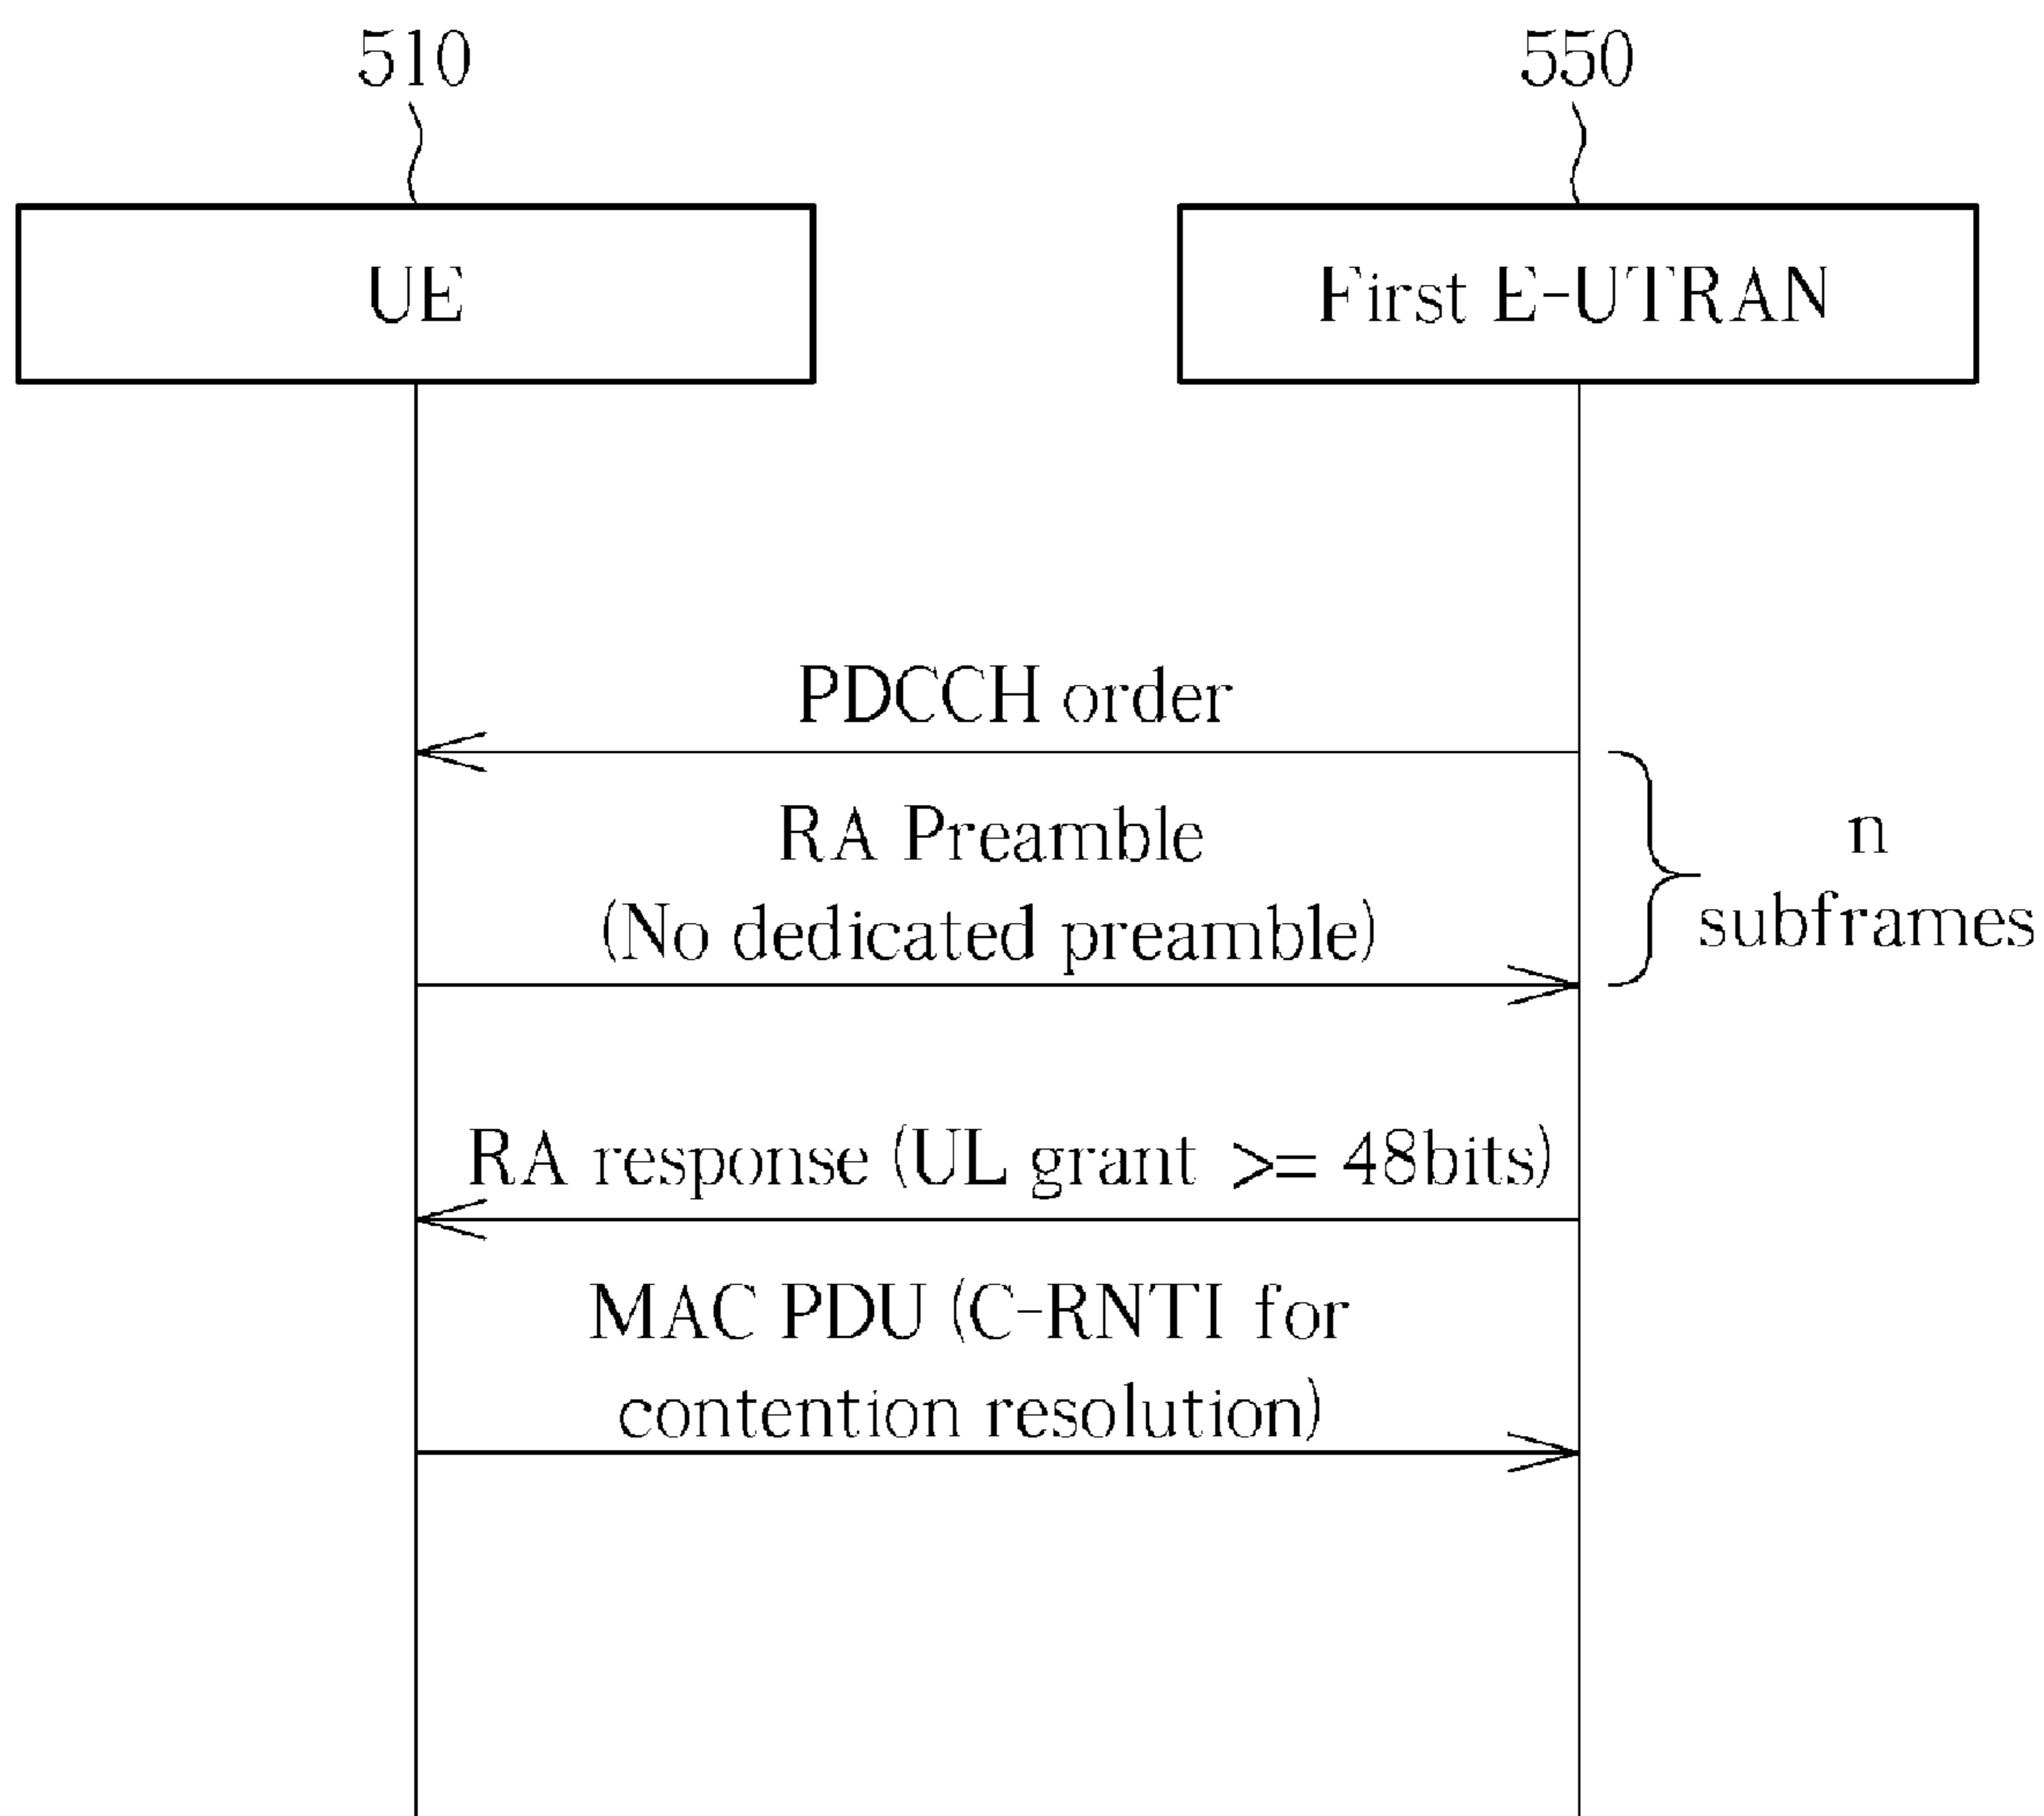 510
550
UE
First E-UTRAN
PDCCH order
RA Preamble
(No dedicated preamble)
n
subframes
RA response (UL grant >= 48bits)
MAC PDU (C-RNTI for
contention resolution)